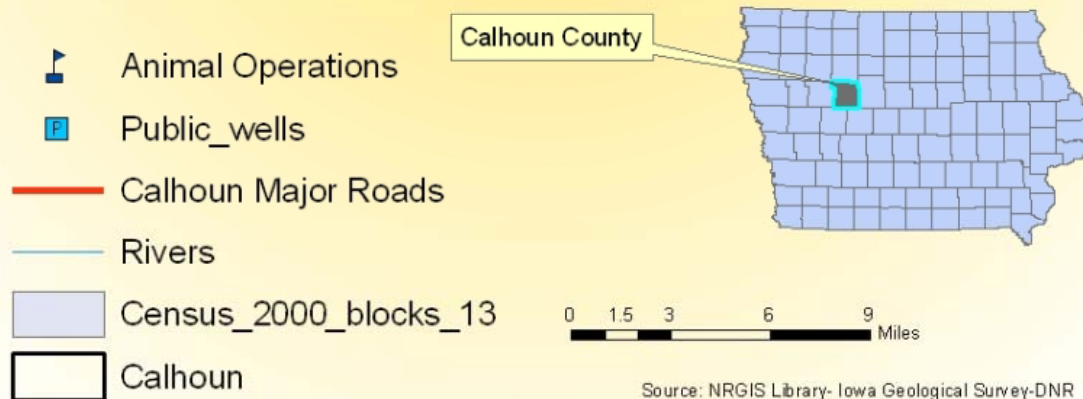 Calhoun County
Animal Operations
P
Public_wells
Calhoun Major Roads
Rivers
Census_2000_blocks_13
Calhoun
0 1.5 3 6 9
Miles
Source: NRGIS Library- Iowa Geological Survey-DNR